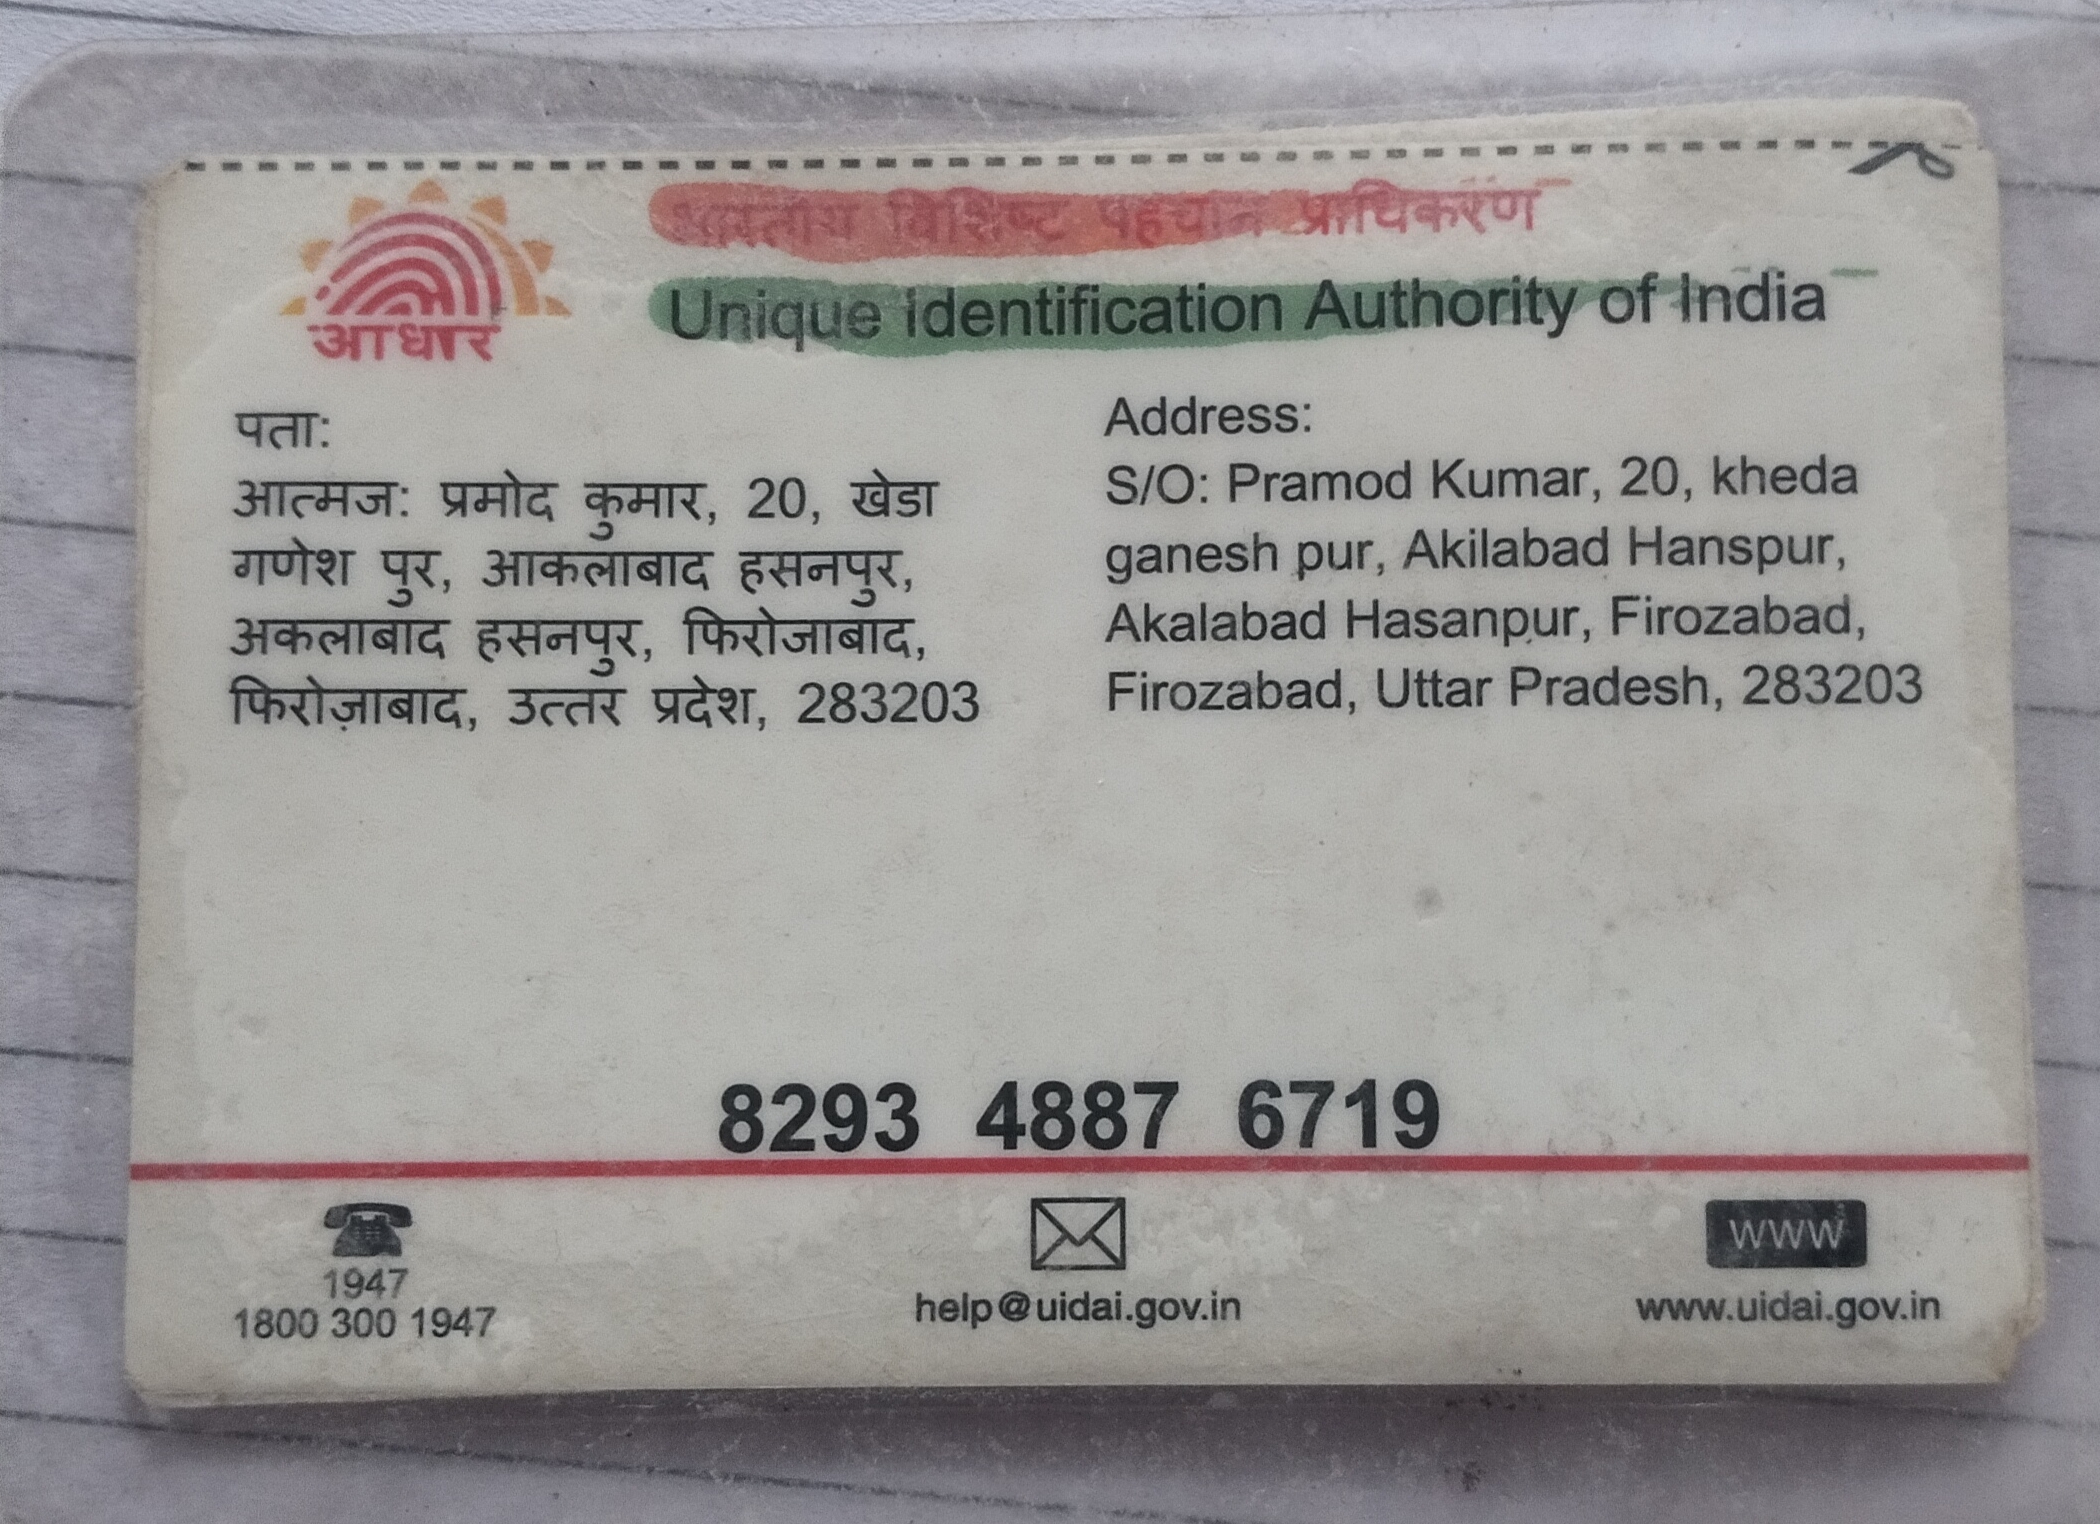 भारतीय विशिष्ट पहचान प्राधिकरण
Unique Identification Authority of India
आधार
पता:
आत्मज: प्रमोद कुमार, 20, खेडा
गणेश पुर, आकलाबाद हसनपुर,
अकलाबाद हसनपुर, फिरोजाबाद,
फिरोज़ाबाद, उत्तर प्रदेश, 283203
Address:
S/O: Pramod Kumar, 20, kheda
ganesh pur, Akilabad Hanspur,
Akalabad Hasanpur, Firozabad,
Firozabad, Uttar Pradesh, 283203
8293 4887 6719
1947
1800 300 1947
help@uidai.gov.in
www
www.uidai.gov.in